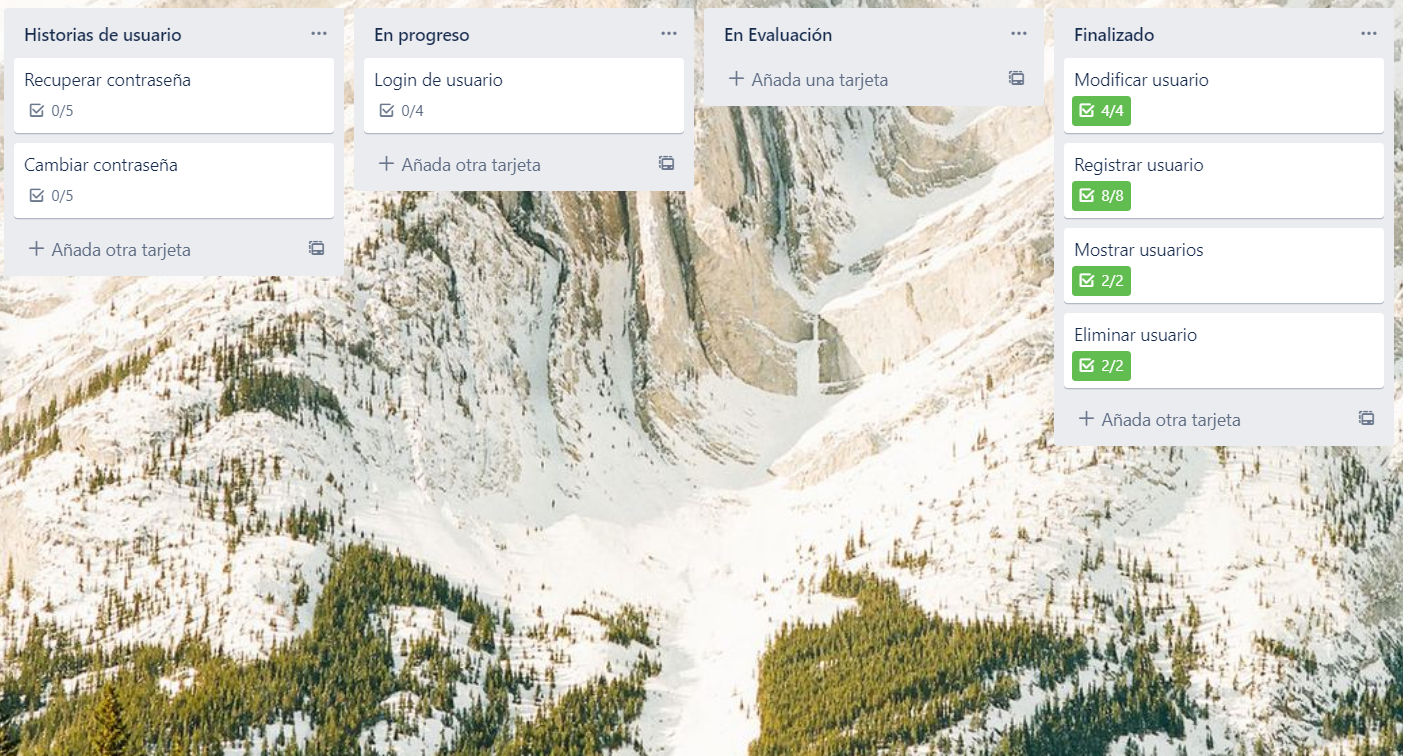 Historias de usuario
Recuperar contraseña
0/5
Cambiar contraseña
0/5
Añada otra tarjeta
En progreso
Login de usuario
0/4
Añada otra tarjeta
En Evaluación
Añada una tarjeta
Finalizado
Modificar usuario
4/4
Registrar usuario
8/8
Mostrar usuarios
2/2
Eliminar usuario
2/2
Añada otra tarjeta